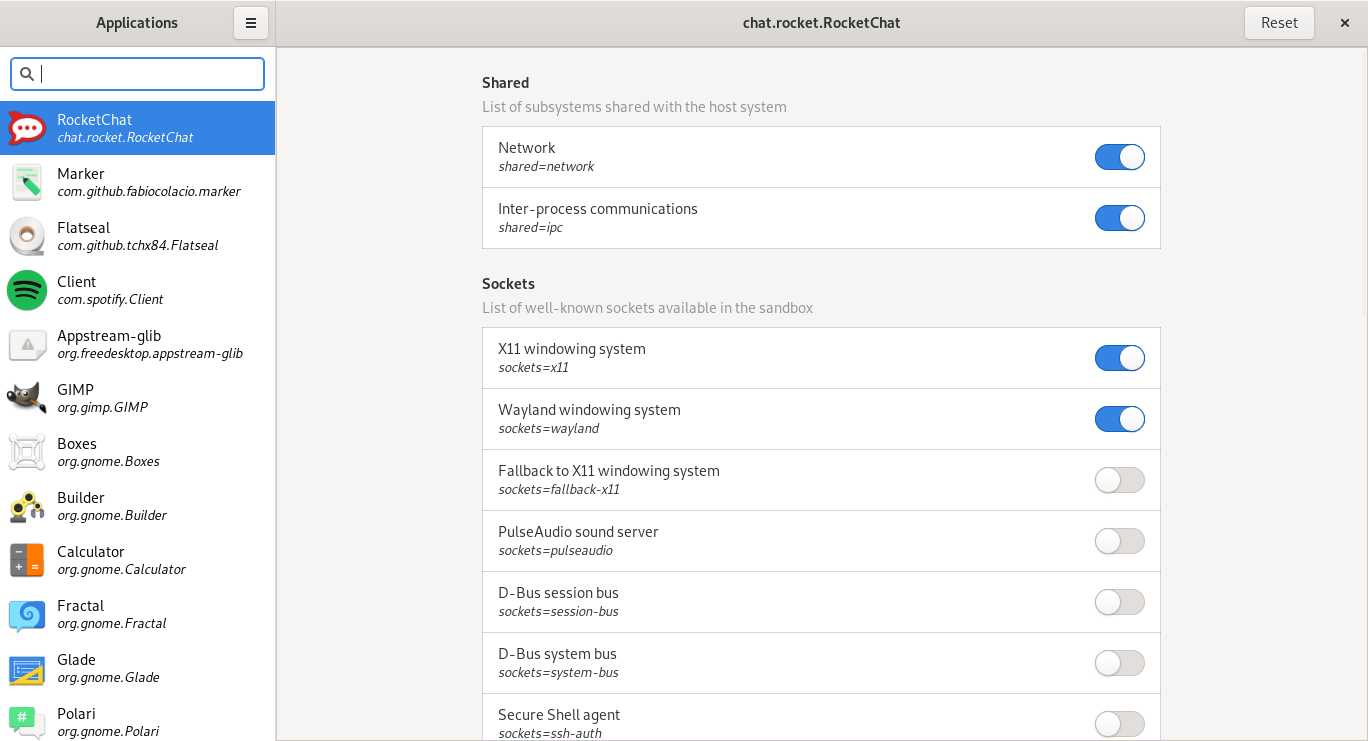 Applications
chat.rocket.RocketChat
Reset
RocketChat
chat.rocket.RocketChat
Marker
com.github.fabiocolacio.marker
Flatseal
com.github.tchx84.Flatseal
Client
com.spotify.Client
Appstream-glib
org.freedesktop.appstream-glib
GIMP
org.gimp.GIMP
Boxes
org.gnome.Boxes
Builder
org.gnome.Builder
Calculator
org.gnome.Calculator
Fractal
org.gnome.Fractal
Glade
org.gnome.Glade
Polari
org.gnome.Polari
Shared
List of subsystems shared with the host system
Network
shared=network
Inter-process communications
shared=ipc
Sockets
List of well-known sockets available in the sandbox
X11 windowing system
sockets=x11
Wayland windowing system
sockets=wayland
Fallback to X11 windowing system
sockets=fallback-x11
PulseAudio sound server
sockets=pulseaudio
D-Bus session bus
sockets=session-bus
D-Bus system bus
sockets=system-bus
Secure Shell agent
sockets=ssh-auth